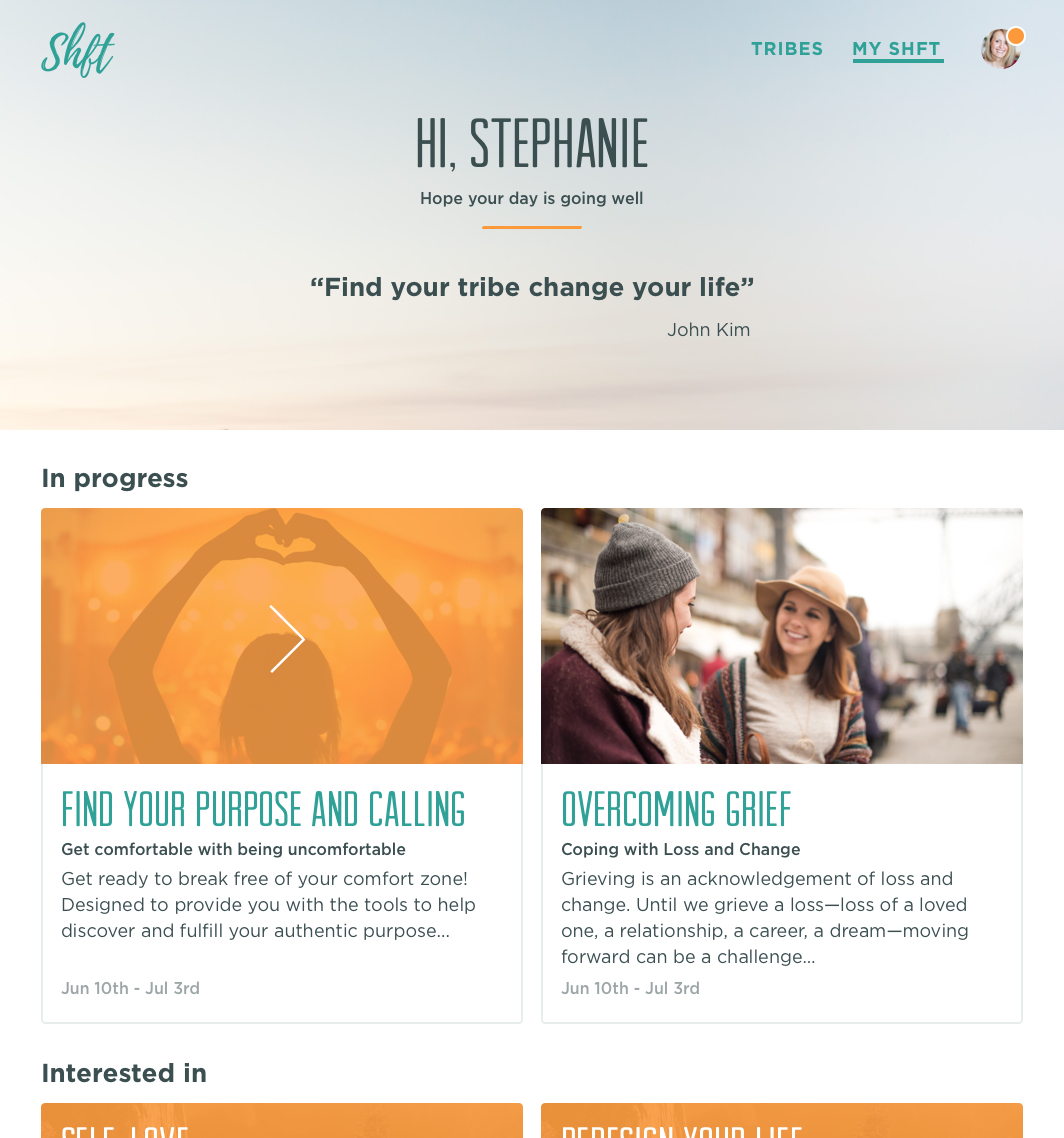 Shft
TRIBES
MY SHFT
HI, STEPHANIE
Hope your day is going well
“Find your tribe change your life”
John Kim
In progress
FIND YOUR PURPOSE AND CALLING
Get comfortable with being uncomfortable
Get ready to break free of your comfort zone!
Designed to provide you with the tools to help
discover and fulfill your authentic purpose...
Jun 10th - Jul 3rd
OVERCOMING GRIEF
Coping with Loss and Change
Grieving is an acknowledgement of loss and
change. Until we grieve a loss—loss of a loved
one, a relationship, a career, a dream—moving
forward can be a challenge...
Jun 10th - Jul 3rd
Interested in
SELF-LOVE
REDESIGN YOUR LIFE